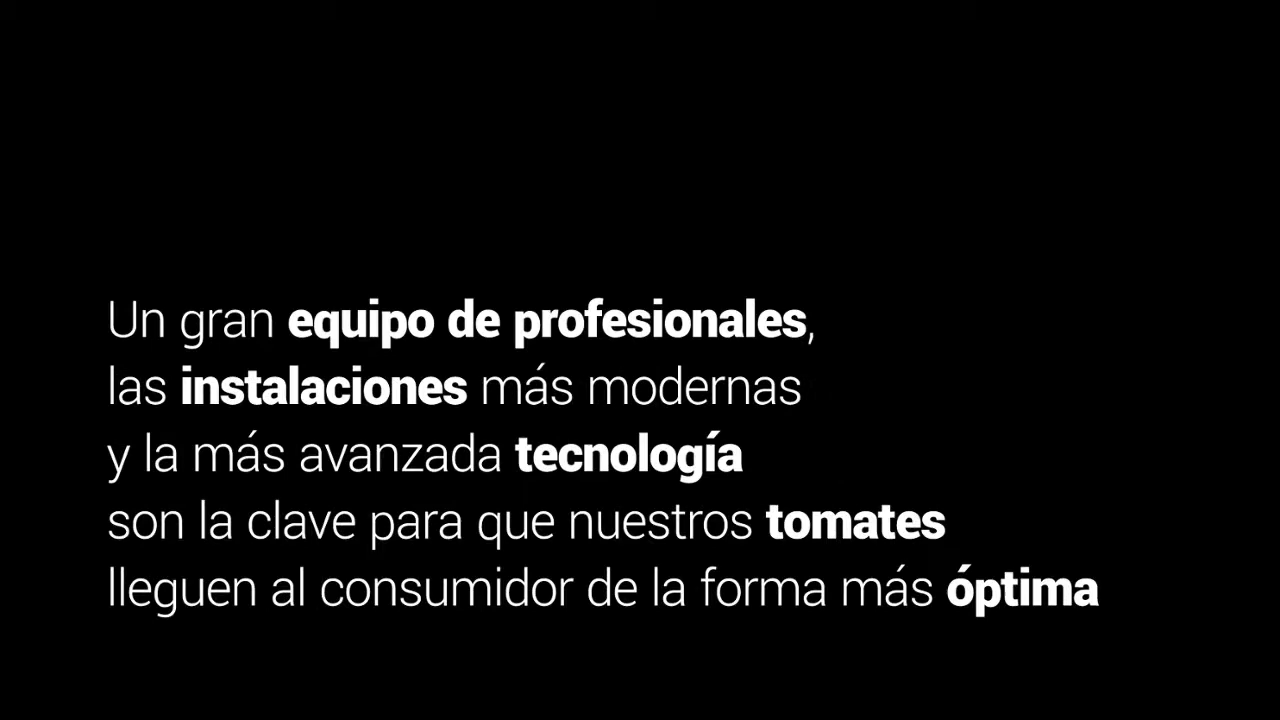 Un gran equipo de profesionales,
las instalaciones más modernas
y la más avanzada tecnología
son la clave para que nuestros tomates
lleguen al consumidor de la forma más óptima